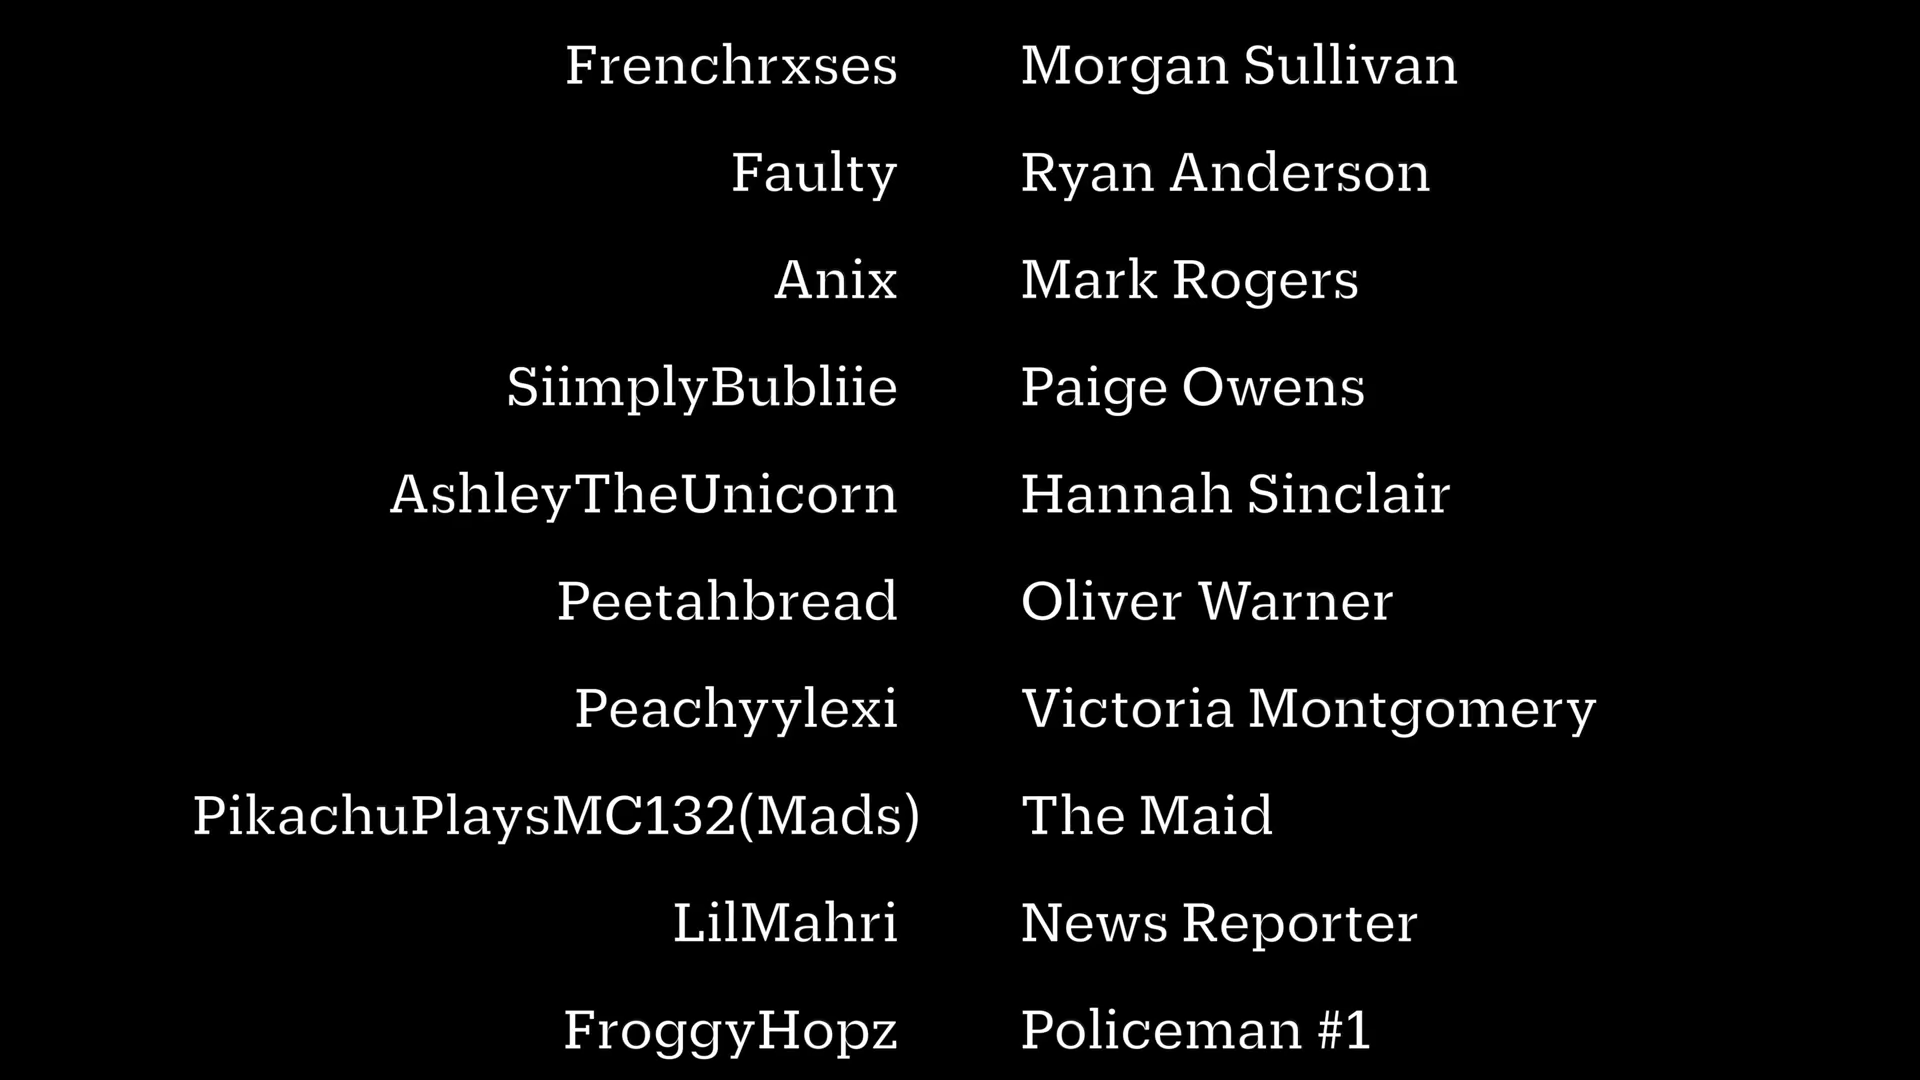 Frenchrxses Morgan Sullivan
Faulty Ryan Anderson
Anix Mark Rogers
SiimplyBubliie Paige Owens
AshleyTheUnicorn Hannah Sinclair
Peetahbread Oliver Warner
Peachyylexi Victoria Montgomery
PikachuPlaysMC132(Mads) The Maid
LilMahri News Reporter
FroggyHopz Policeman #1